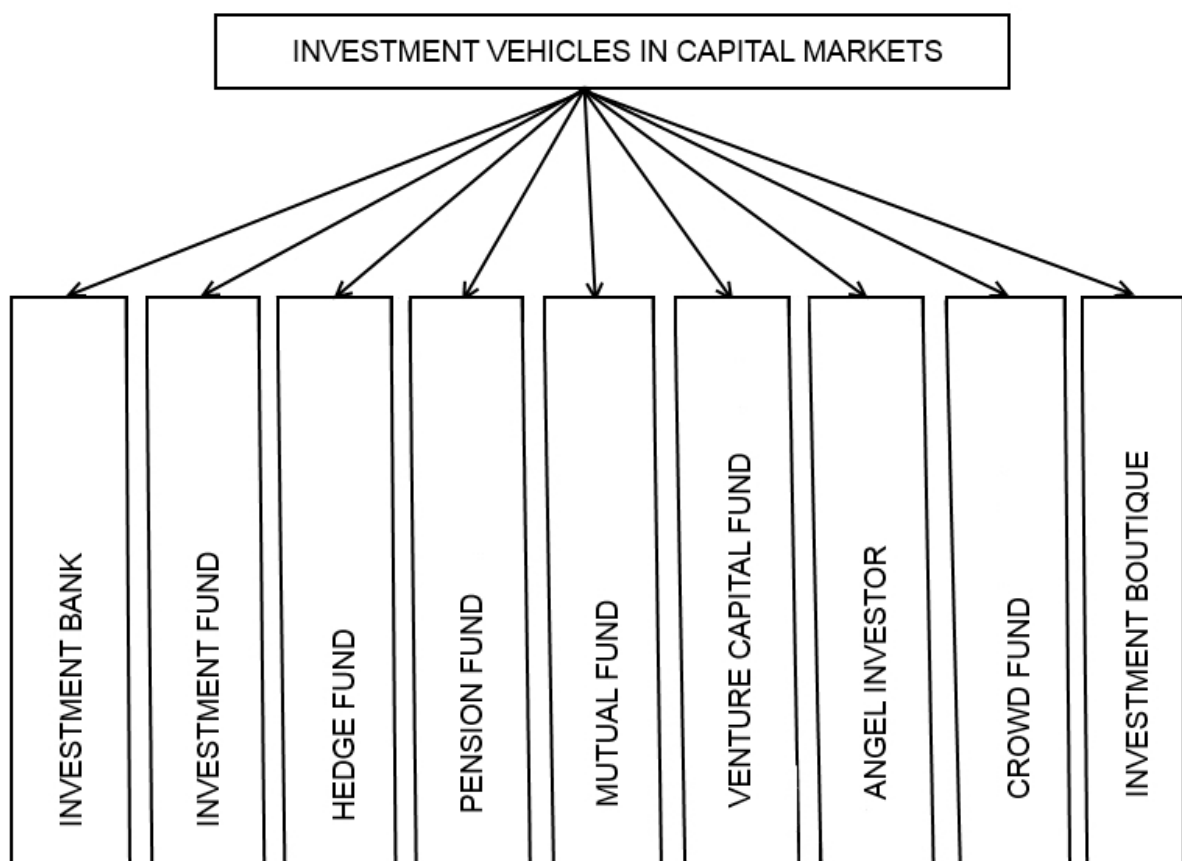 INVESTMENT VEHICLES IN CAPITAL MARKETS
INVESTMENT BANK
INVESTMENT FUND
HEDGE FUND
PENSION FUND
MUTUAL FUND
VENTURE CAPITAL FUND
ANGEL INVESTOR
CROWD FUND
INVESTMENT BOUTIQUE